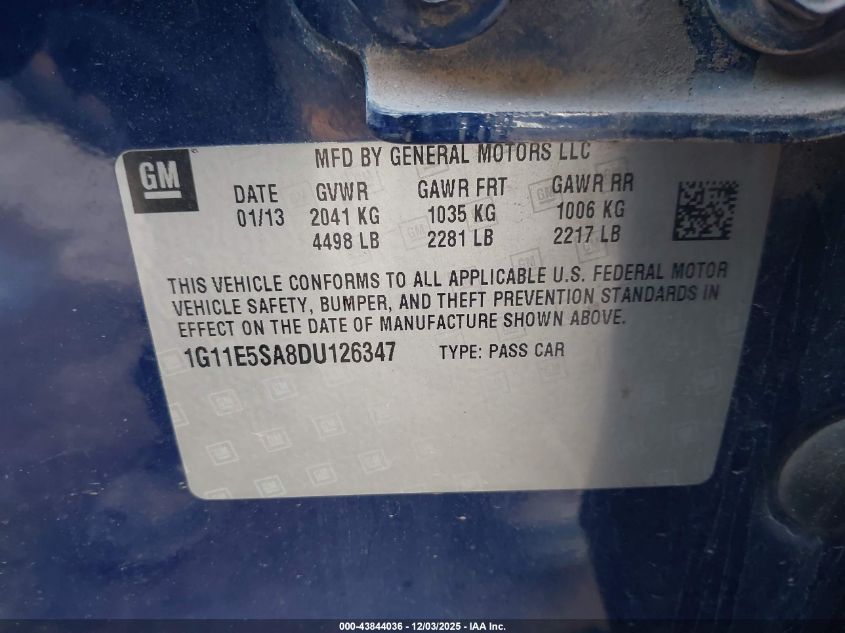 GM
MFD BY GENERAL MOTORS LLC
DATE GVWR GAWR FRT GAWR RR
01/13 2041 KG 1035 KG 1006 KG
4498 LB 2281 LB 2217 LB
THIS VEHICLE CONFORMS TO ALL APPLICABLE U.S. FEDERAL MOTOR
VEHICLE SAFETY, BUMPER, AND THEFT PREVENTION STANDARDS IN
EFFECT ON THE DATE OF MANUFACTURE SHOWN ABOVE.
1G11E5SA8DU126347 TYPE: PASS CAR
000-43844036 - 12/03/2025 - IAA Inc.